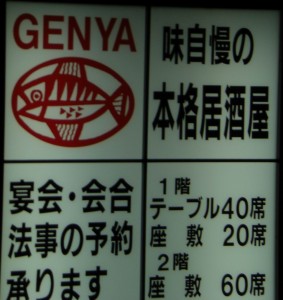 GENYA
味自慢の
本格居酒屋
宴会・会合
法事の予約
承ります
1階
テーブル40席
座敷 20席
2階
座敷 60席